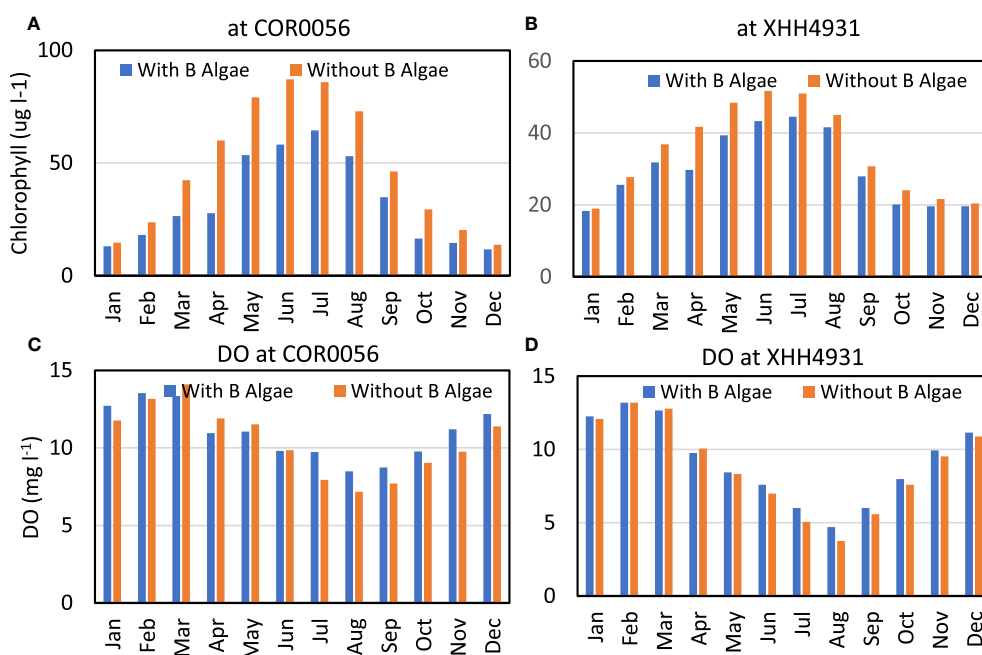 A
at COR0056
100
With B Algae
Without B Algae
Chlorophyll (ug l-1)
50
0
Jan Feb Mar Apr May Jun Jul Aug Sep Oct Nov Dec
B
at XHH4931
60
With B Algae
Without B Algae
40
20
0
Jan Feb Mar Apr May Jun Jul Aug Sep Oct Nov Dec
C
DO at COR0056
15
With B Algae
Without B Algae
10
DO (mg l-1)
5
0
Jan Feb Mar Apr May Jun Jul Aug Sep Oct Nov Dec
D
DO at XHH4931
15
With B Algae
Without B Algae
10
5
0
Jan Feb Mar Apr May Jun Jul Aug Sep Oct Nov Dec